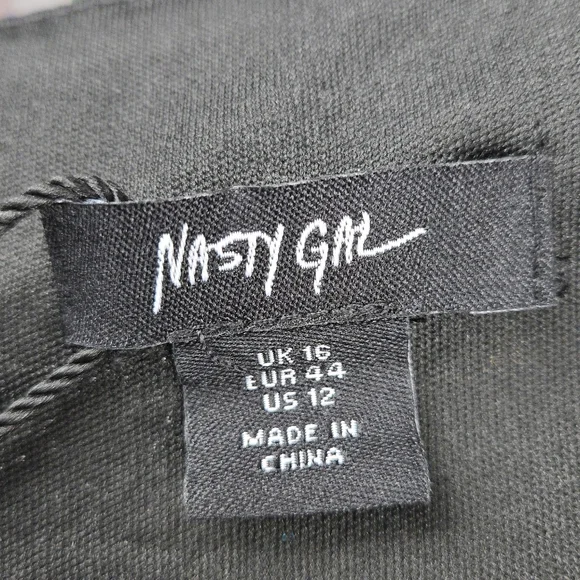 NASTY GAL
UK 16
EUR 44
US 12
MADE IN
CHINA